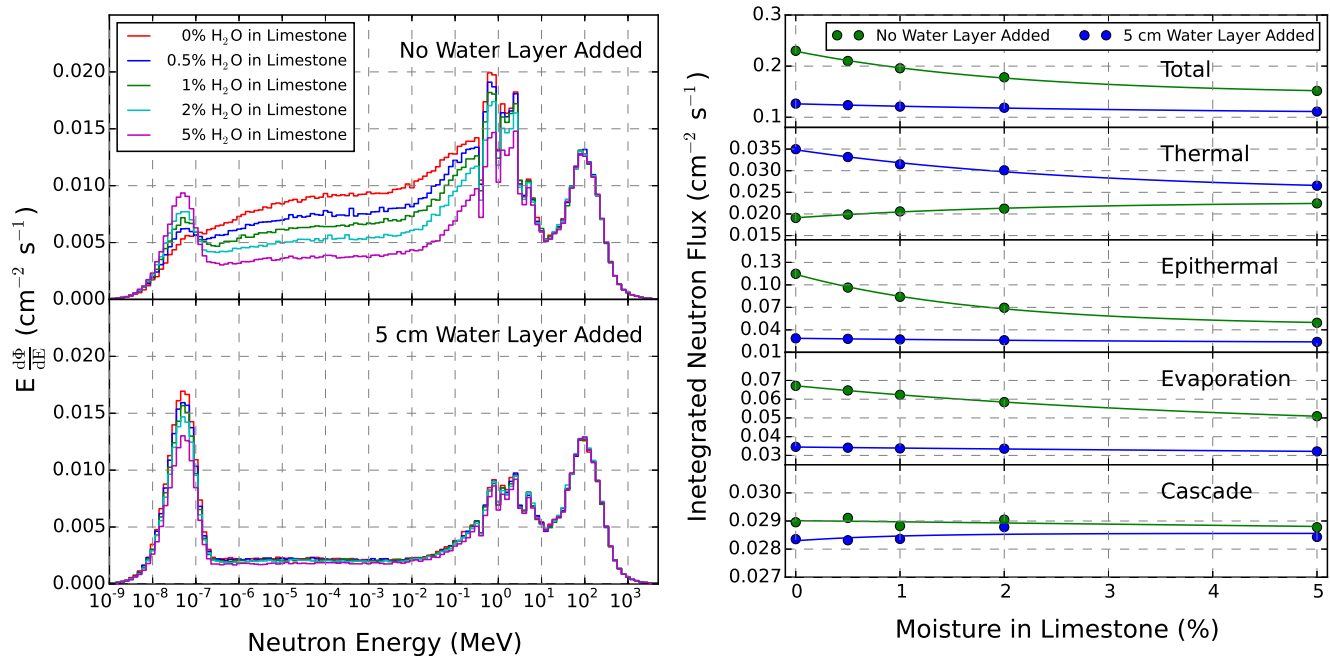 0% H₂O in Limestone
0.5% H₂O in Limestone
1% H₂O in Limestone
2% H₂O in Limestone
5% H₂O in Limestone
No Water Layer Added
0.020
0.015
0.010
0.005
0.000
5 cm Water Layer Added
0.020
0.015
0.010
0.005
0.000
E dΦ/dE (cm⁻² s⁻¹)
10⁻⁹ 10⁻⁸ 10⁻⁷ 10⁻⁶ 10⁻⁵ 10⁻⁴ 10⁻³ 10⁻² 10⁻¹ 10⁰ 10¹ 10² 10³
Neutron Energy (MeV)
No Water Layer Added 5 cm Water Layer Added
0.3
0.2
0.1
Total
0.035
0.030
0.025
0.020
0.015
Thermal
0.13
0.10
0.07
0.04
0.01
Epithermal
0.07
0.06
0.05
0.04
0.03
Evaporation
0.030
0.029
0.028
0.027
Cascade
Inetegrated Neutron Flux (cm⁻² s⁻¹)
0 1 2 3 4 5
Moisture in Limestone (%)